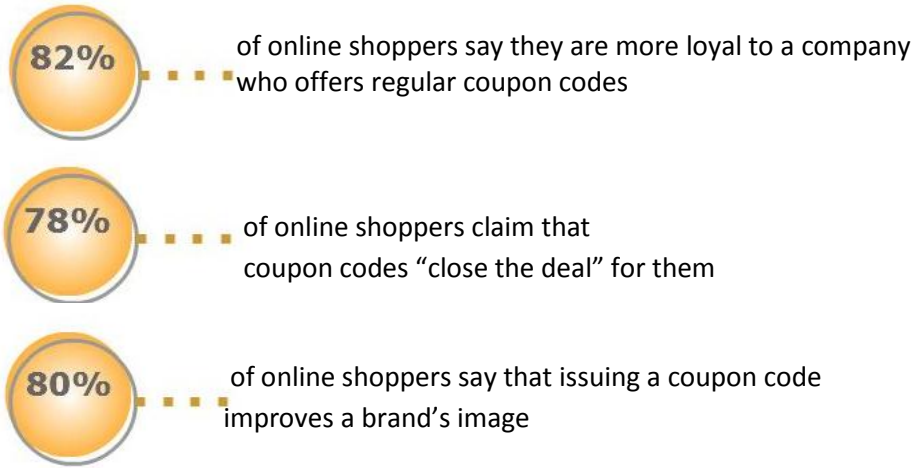 82%
of online shoppers say they are more loyal to a company
who offers regular coupon codes
78%
of online shoppers claim that
coupon codes “close the deal” for them
80%
of online shoppers say that issuing a coupon code
improves a brand’s image